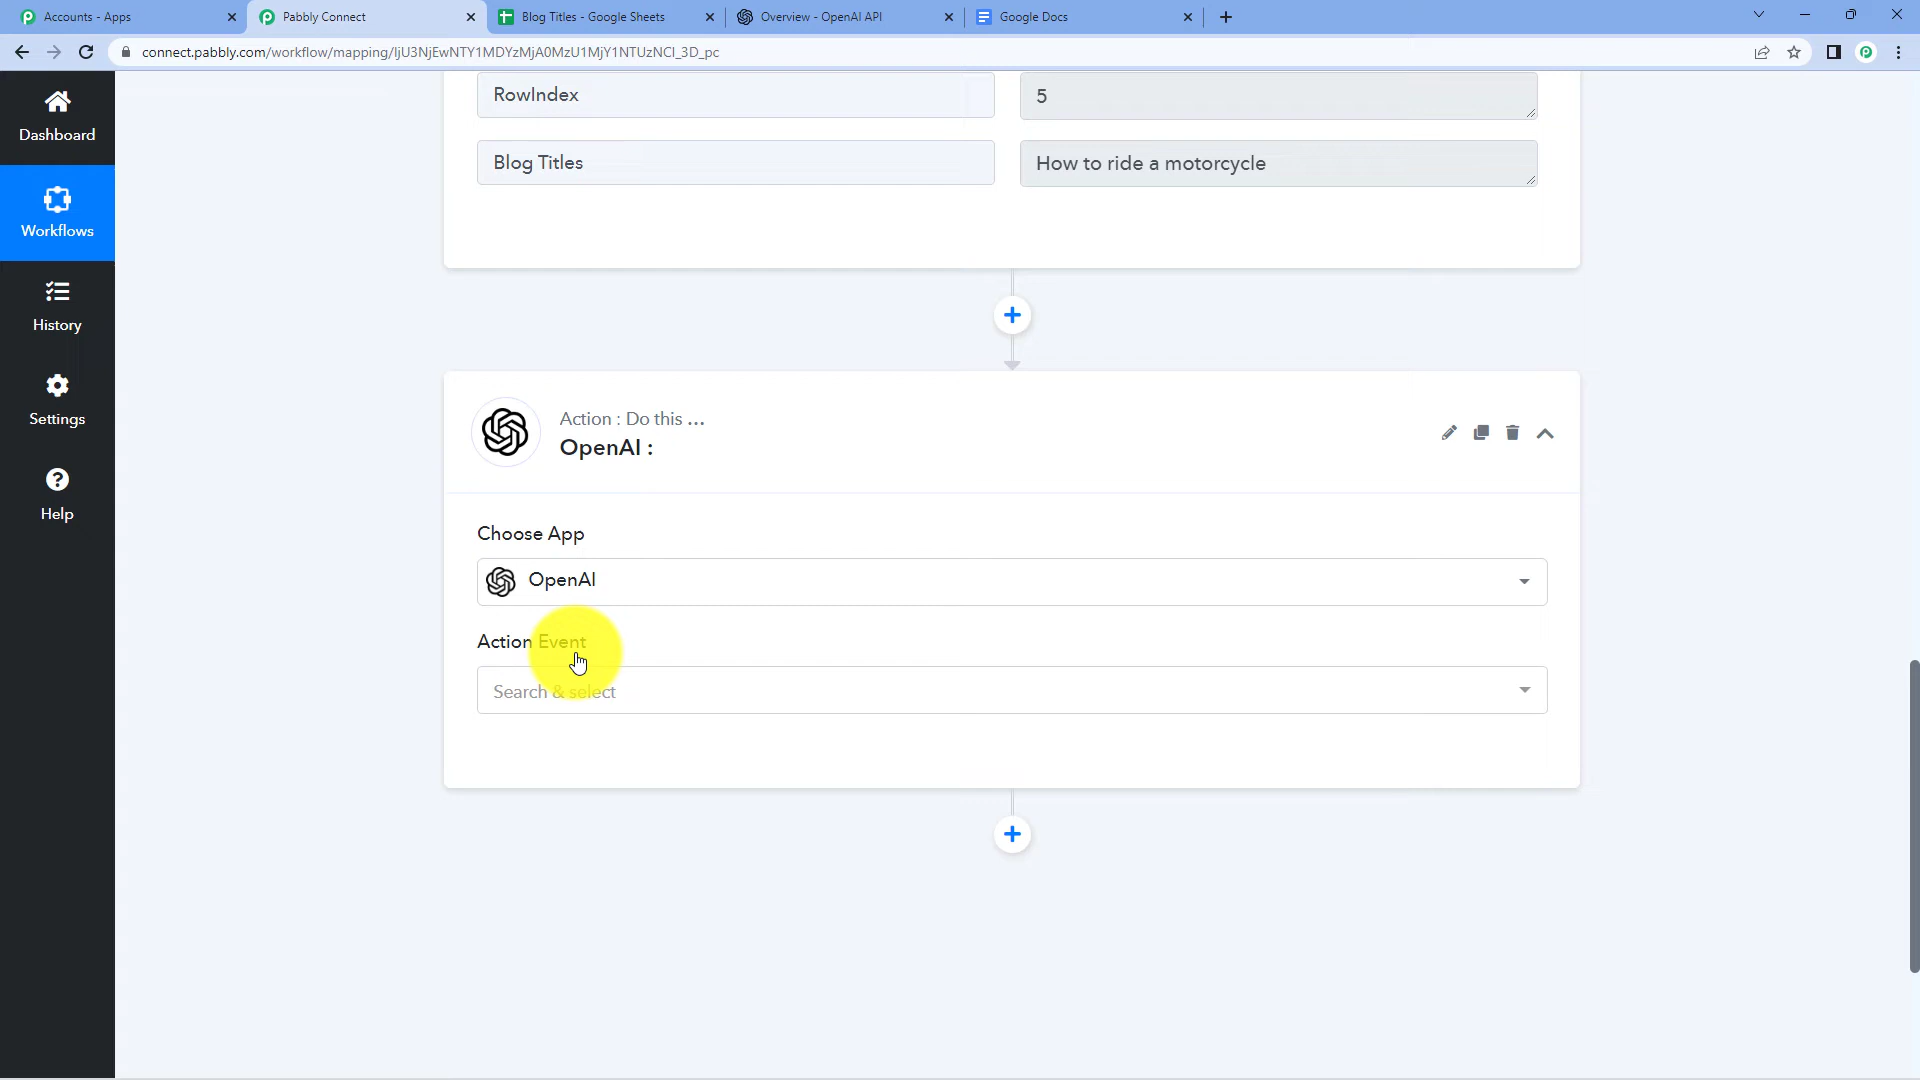 Accounts - Apps
Pabbly Connect
Blog Titles - Google Sheets
Overview - OpenAI API
Google Docs
connect.pabbly.com/workflow/mapping/IjU3NjEwNTY1MDYzMjA0MzU1MjY1NTUzNCI_3D_pc
Dashboard
Workflows
History
Settings
Help
RowIndex
5
Blog Titles
How to ride a motorcycle
Action : Do this ...
OpenAI :
Choose App
OpenAI
Action Event
Search & select